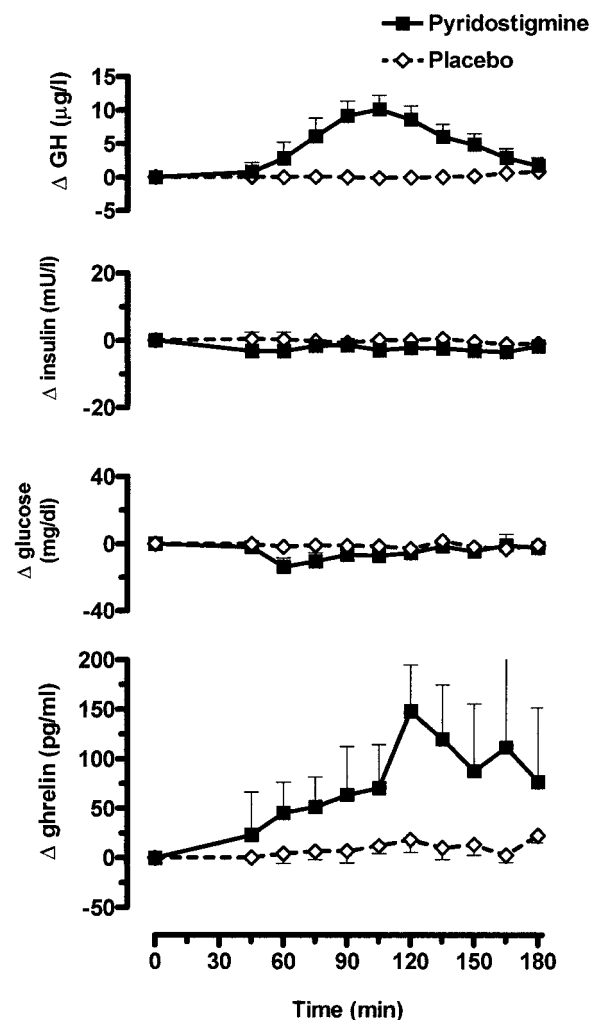 Pyridostigmine
Placebo
Δ GH (μg/l)
15
10
5
0
-5
Δ insulin (mU/l)
20
0
-20
Δ glucose
(mg/dl)
40
0
-40
Δ ghrelin (pg/ml)
200
150
100
50
0
-50
0 30 60 90 120 150 180
Time (min)